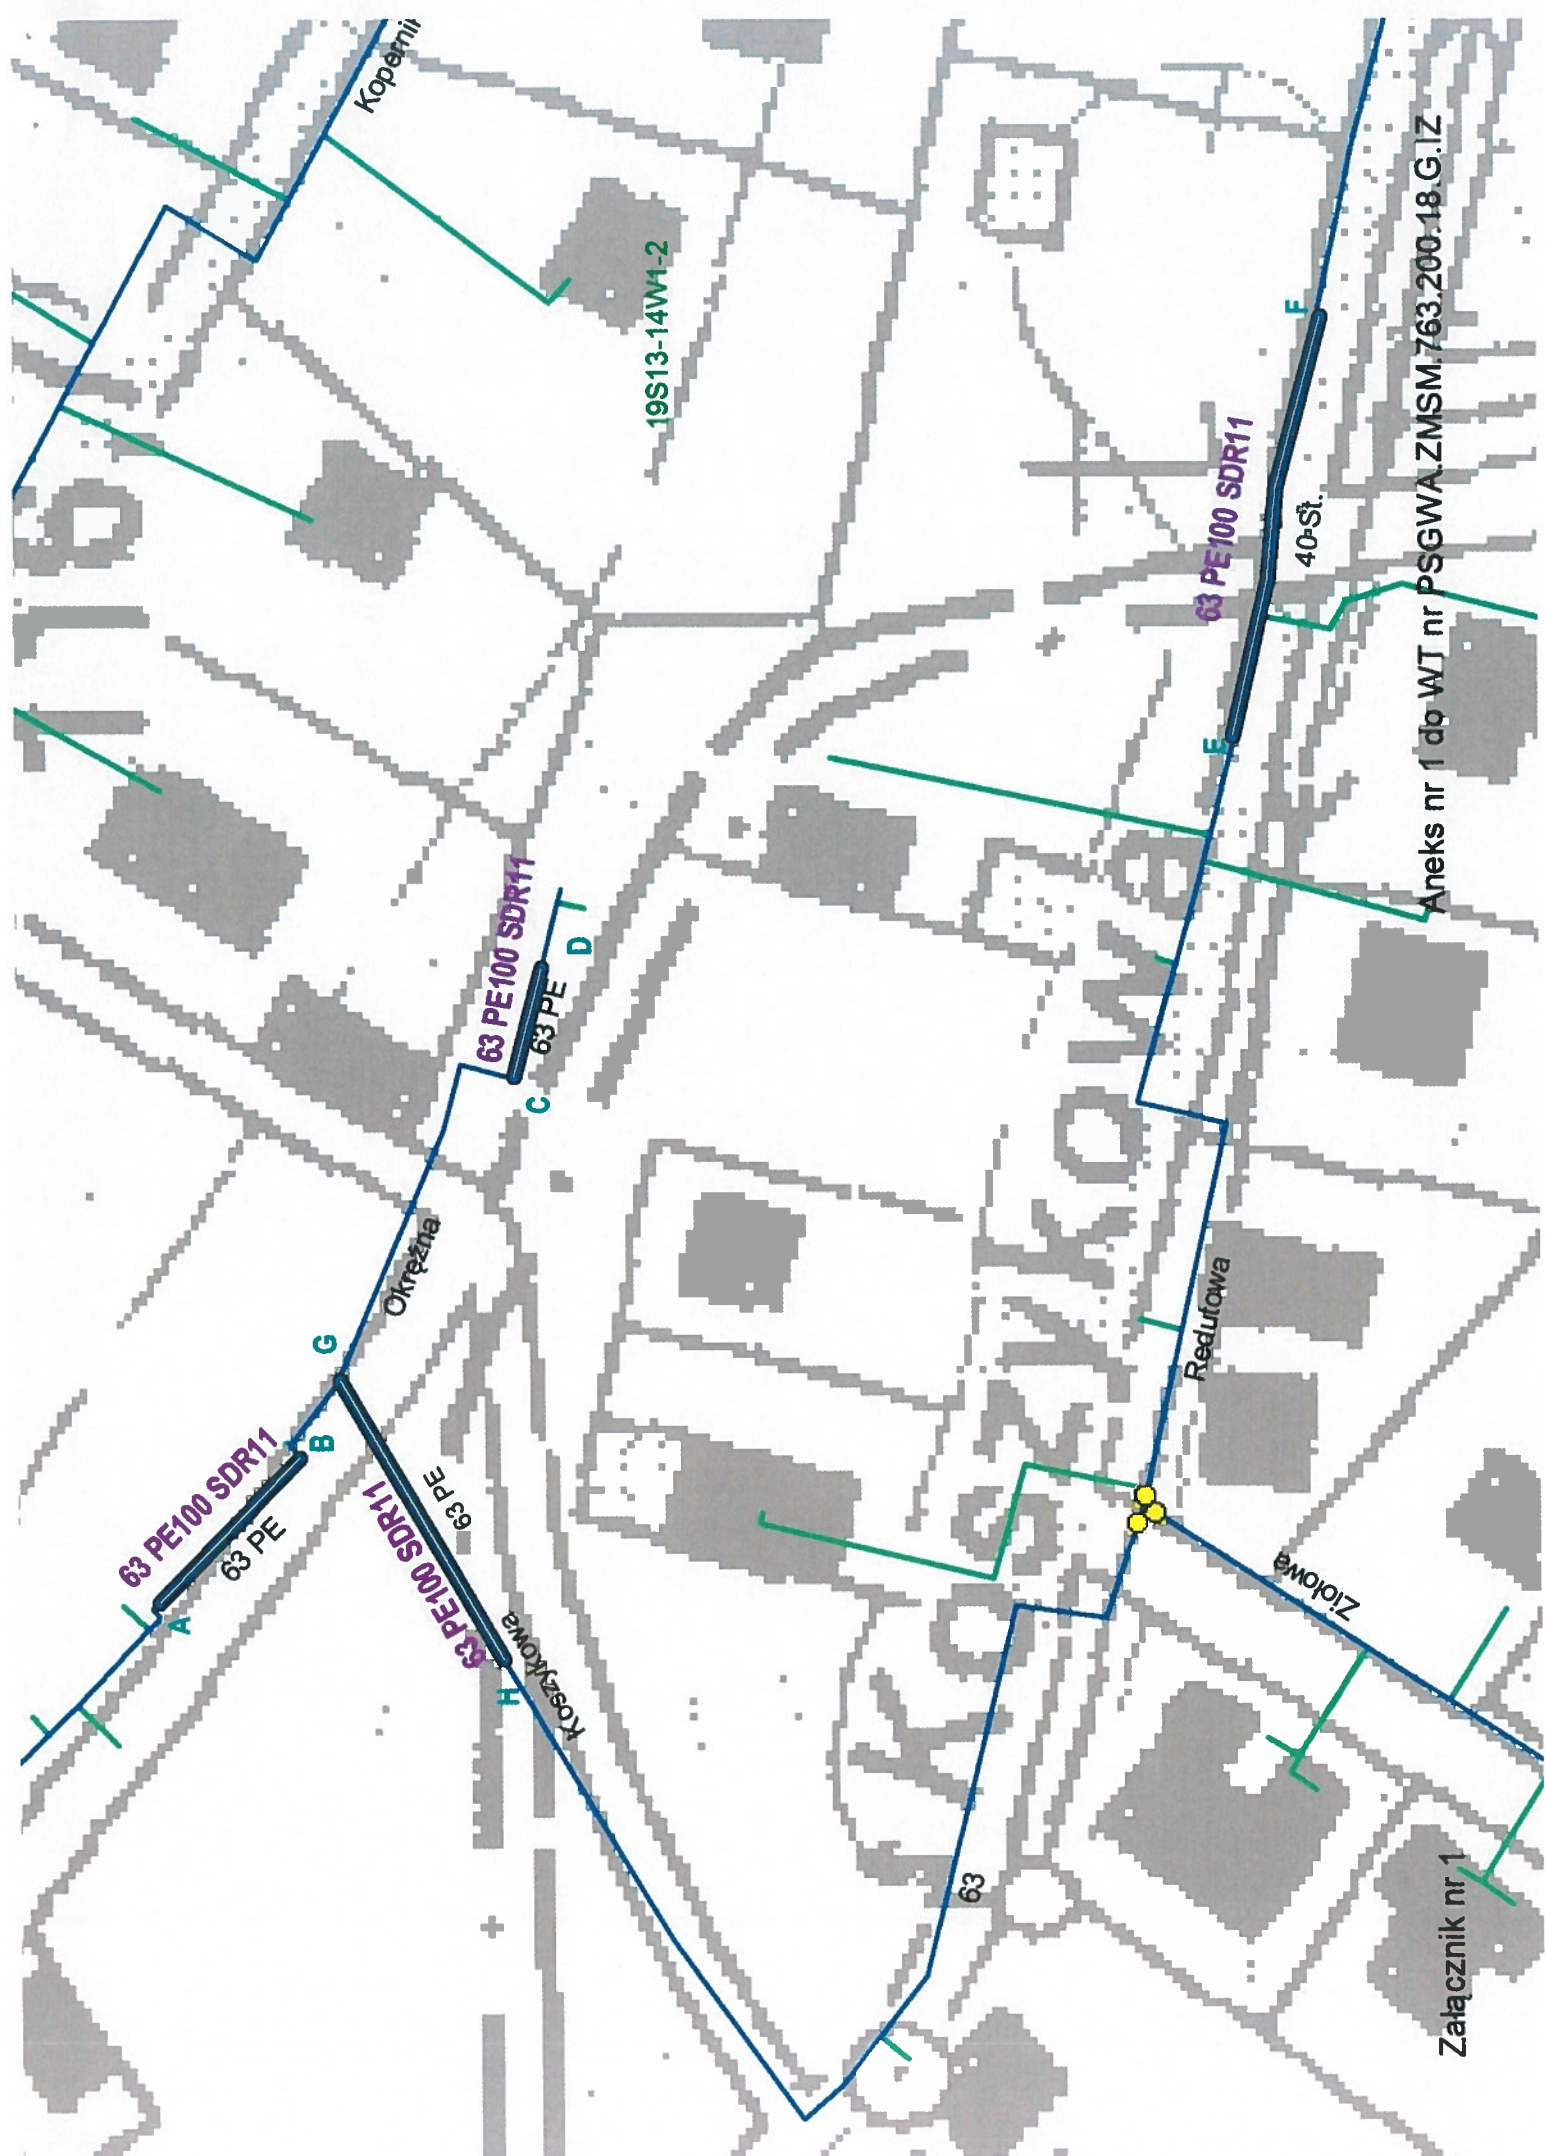 Załącznik nr 1
Aneks nr 1 do WT nr PSGWA.ZMSM.763.200.18.G.IZ
63 PE100 SDR11
A
63 PE
B
G
63 PE100 SDR11
63 PE
H
Koszykowa
Okrężna
63 PE100 SDR11
C
63 PE
D
Kopernik
19S13-14W1-2
63 PE100 SDR11
E
40-St.
F
63
Koszykowa
Redutowa
Ziołowa